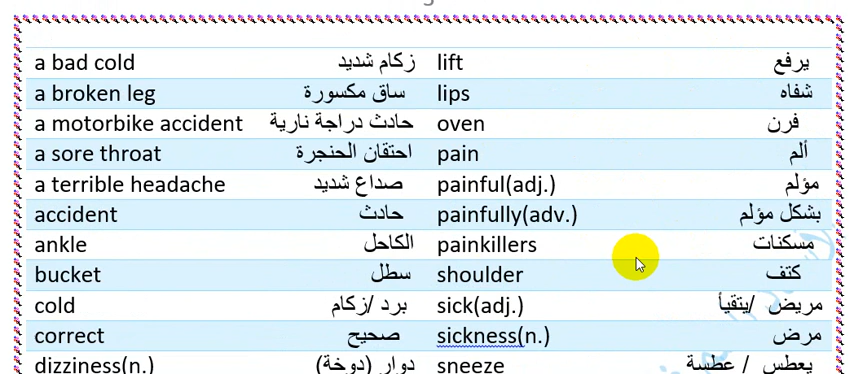 a bad cold زكام شديد lift يرفع
a broken leg ساق مكسورة lips شفاه
a motorbike accident حادث دراجة نارية oven فرن
a sore throat احتقان الحنجرة pain ألم
a terrible headache صداع شديد painful(adj.) مؤلم
accident حادث painfully(adv.) بشكل مؤلم
ankle الكاحل painkillers مسكنات
bucket سطل shoulder كتف
cold برد /زكام sick(adj.) مريض /يتقيأ
correct صحيح sickness(n.) مرض
dizziness(n.) دوار (دوخة) sneeze يعطس / عطسة